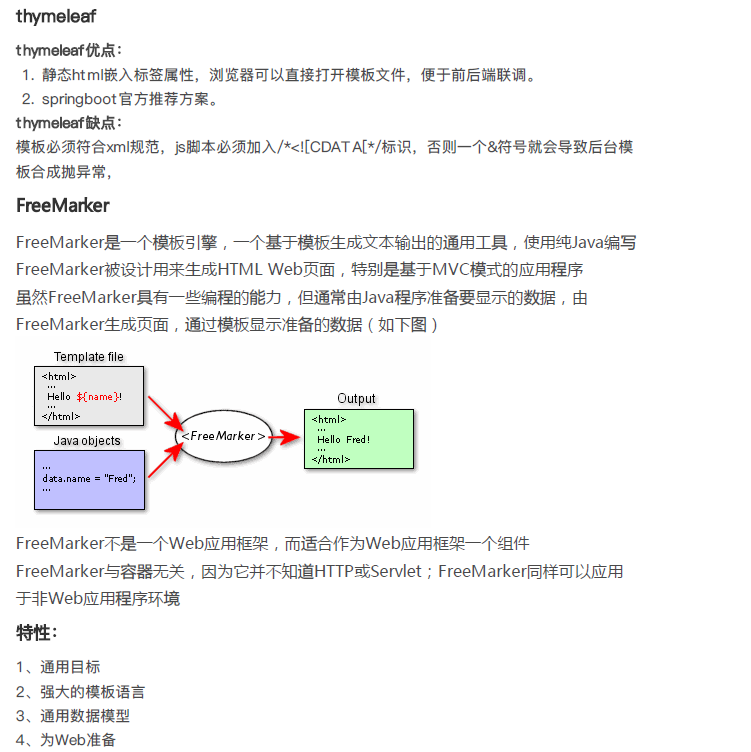 thymeleaf
thymeleaf优点：
1. 静态html嵌入标签属性，浏览器可以直接打开模板文件，便于前后端联调。
2. springboot官方推荐方案。
thymeleaf缺点：
模板必须符合xml规范，js脚本必须加入/*<![CDATA[*/标识，否则一个&符号就会导致后台模
板合成抛异常，
FreeMarker
FreeMarker是一个模板引擎，一个基于模板生成文本输出的通用工具，使用纯Java编写
FreeMarker被设计用来生成HTML Web页面，特别是基于MVC模式的应用程序
虽然FreeMarker具有一些编程的能力，但通常由Java程序准备要显示的数据，由
FreeMarker生成页面，通过模板显示准备的数据（如下图）
Template file
<html>
...
Hello ${name}!
...
</html>
Java objects
...
data.name = "Fred";
...
<FreeMarker>
Output
<html>
...
Hello Fred!
...
</html>
FreeMarker不是一个Web应用框架，而适合作为Web应用框架一个组件
FreeMarker与容器无关，因为它并不知道HTTP或Servlet；FreeMarker同样可以应用
于非Web应用程序环境
特性：
1、通用目标
2、强大的模板语言
3、通用数据模型
4、为Web准备